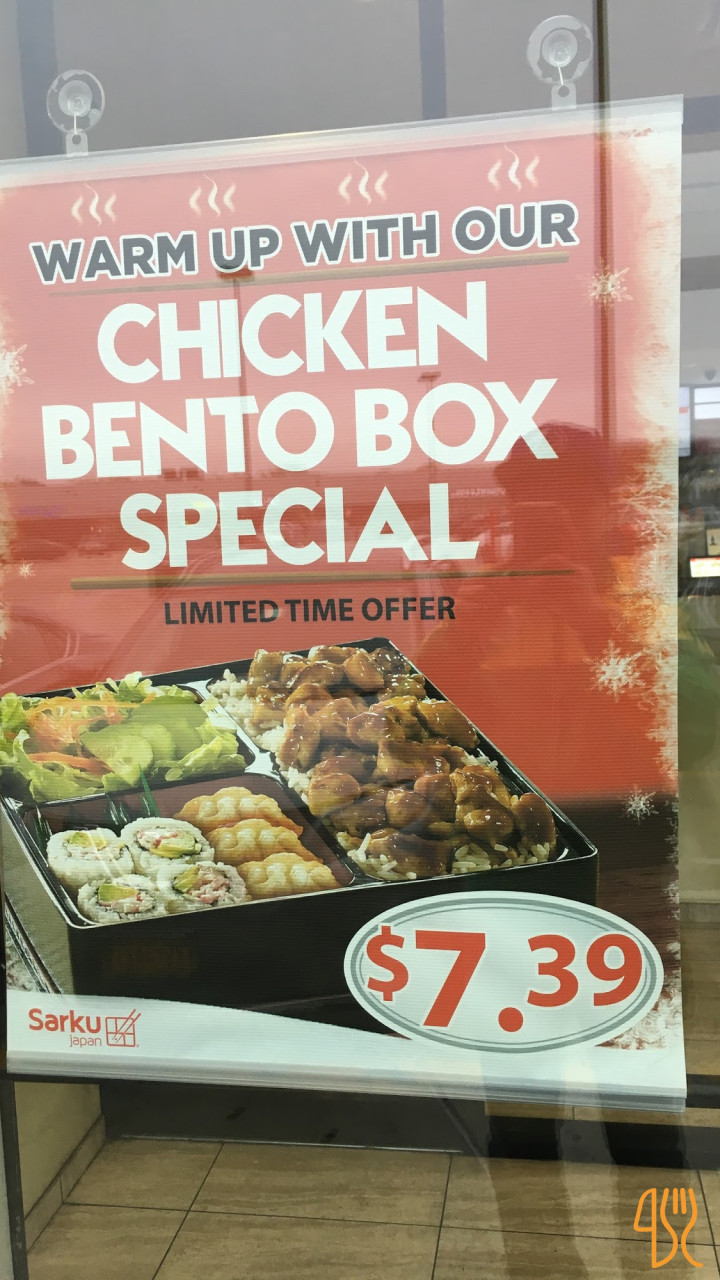 WARM UP WITH OUR
CHICKEN
BENTO BOX
SPECIAL
LIMITED TIME OFFER
$7.39
Sarku
Japan